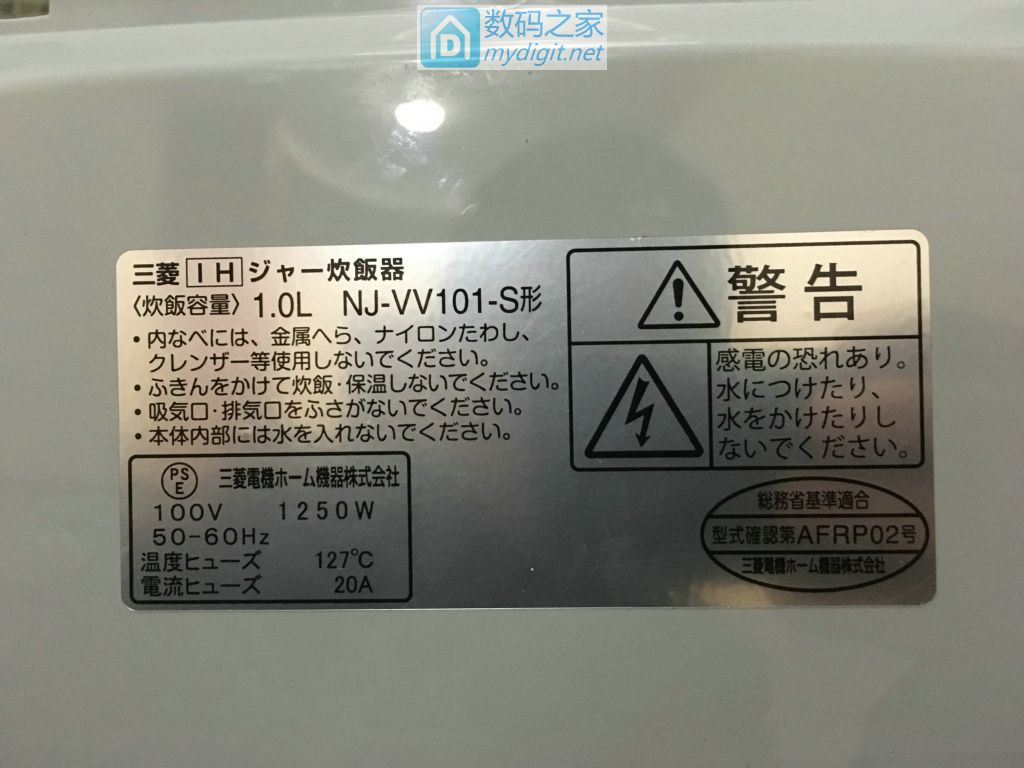 数码之家
mydigit.net
三菱 IH ジャー炊飯器
〈炊飯容量〉 1.0L NJ-VV101-S形
・内なべには、金属へら、ナイロンたわし、
クレンザー等使用しないでください。
・ふきんをかけて炊飯・保温しないでください。
・吸気口・排気口をふさがないでください。
・本体内部には水を入れないでください。
PS
E
三菱電機ホーム機器株式会社
100V 1250W
50-60Hz
温度ヒューズ 127℃
電流ヒューズ 20A
警告
感電の恐れあり。
水につけたり、
水をかけたりし
ないでください。
総務省基準適合
型式確認第AFRP02号
三菱電機ホーム機器株式会社